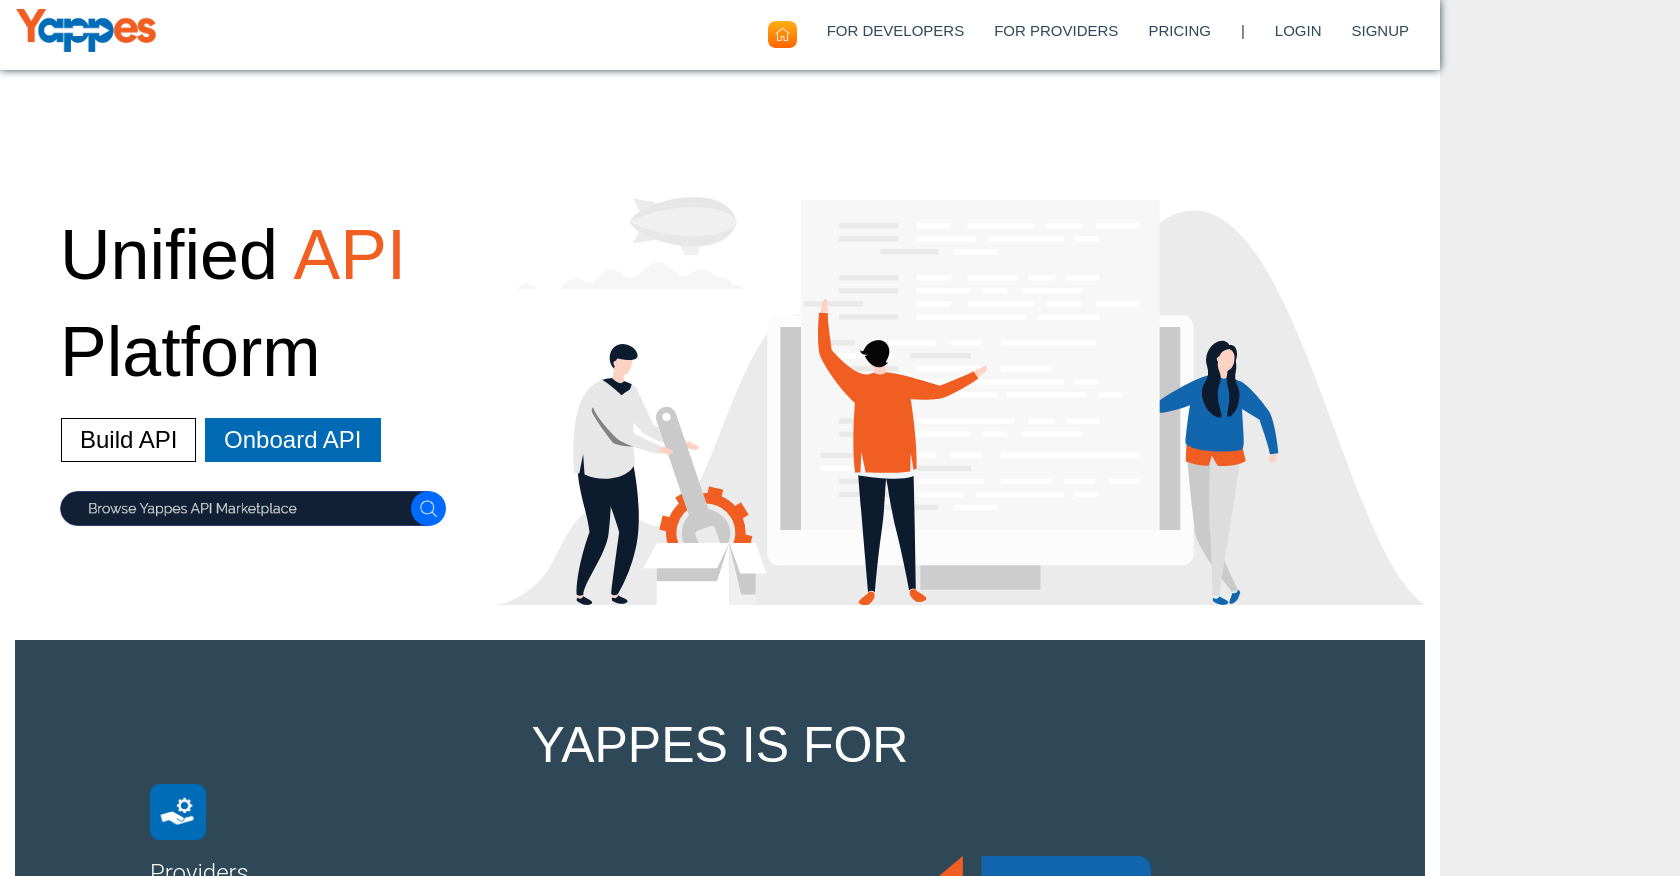 Yappes
FOR DEVELOPERS FOR PROVIDERS PRICING | LOGIN SIGNUP
Unified API
Platform
Build API Onboard API
Browse Yappes API Marketplace
YAPPES IS FOR
Providers